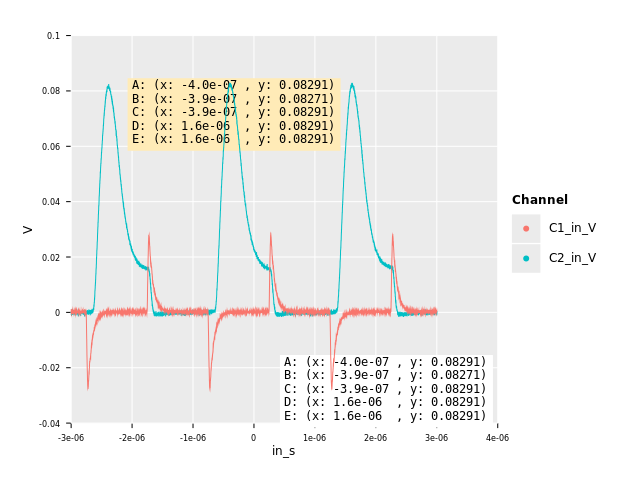 0.1
0.08
0.06
0.04
0.02
0
-0.02
-0.04
V
A: (x: -4.0e-07 , y: 0.08291)
B: (x: -3.9e-07 , y: 0.08271)
C: (x: -3.9e-07 , y: 0.08291)
D: (x: 1.6e-06  , y: 0.08291)
E: (x: 1.6e-06  , y: 0.08291)
A: (x: -4.0e-07 , y: 0.08291)
B: (x: -3.9e-07 , y: 0.08271)
C: (x: -3.9e-07 , y: 0.08291)
D: (x: 1.6e-06  , y: 0.08291)
E: (x: 1.6e-06  , y: 0.08291)
-3e-06 -2e-06 -1e-06 0 1e-06 2e-06 3e-06 4e-06
in_s
Channel
C1_in_V
C2_in_V